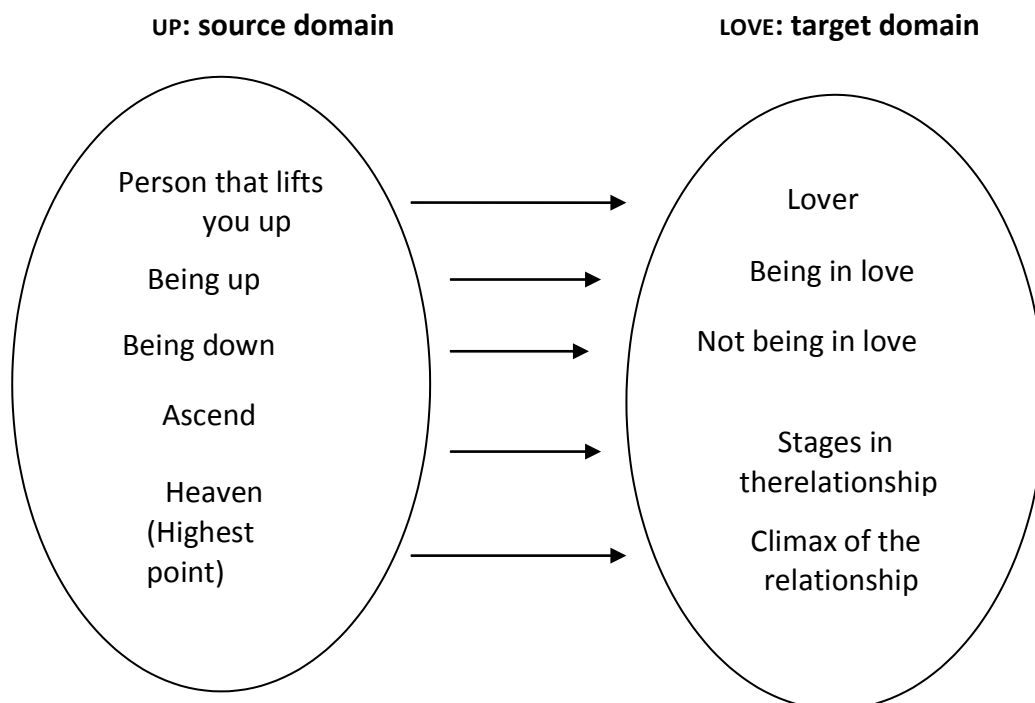 UP: source domain
LOVE: target domain
Person that lifts
you up
Lover
Being up
Being in love
Being down
Not being in love
Ascend
Stages in
therelationship
Heaven
(Highest
point)
Climax of the
relationship